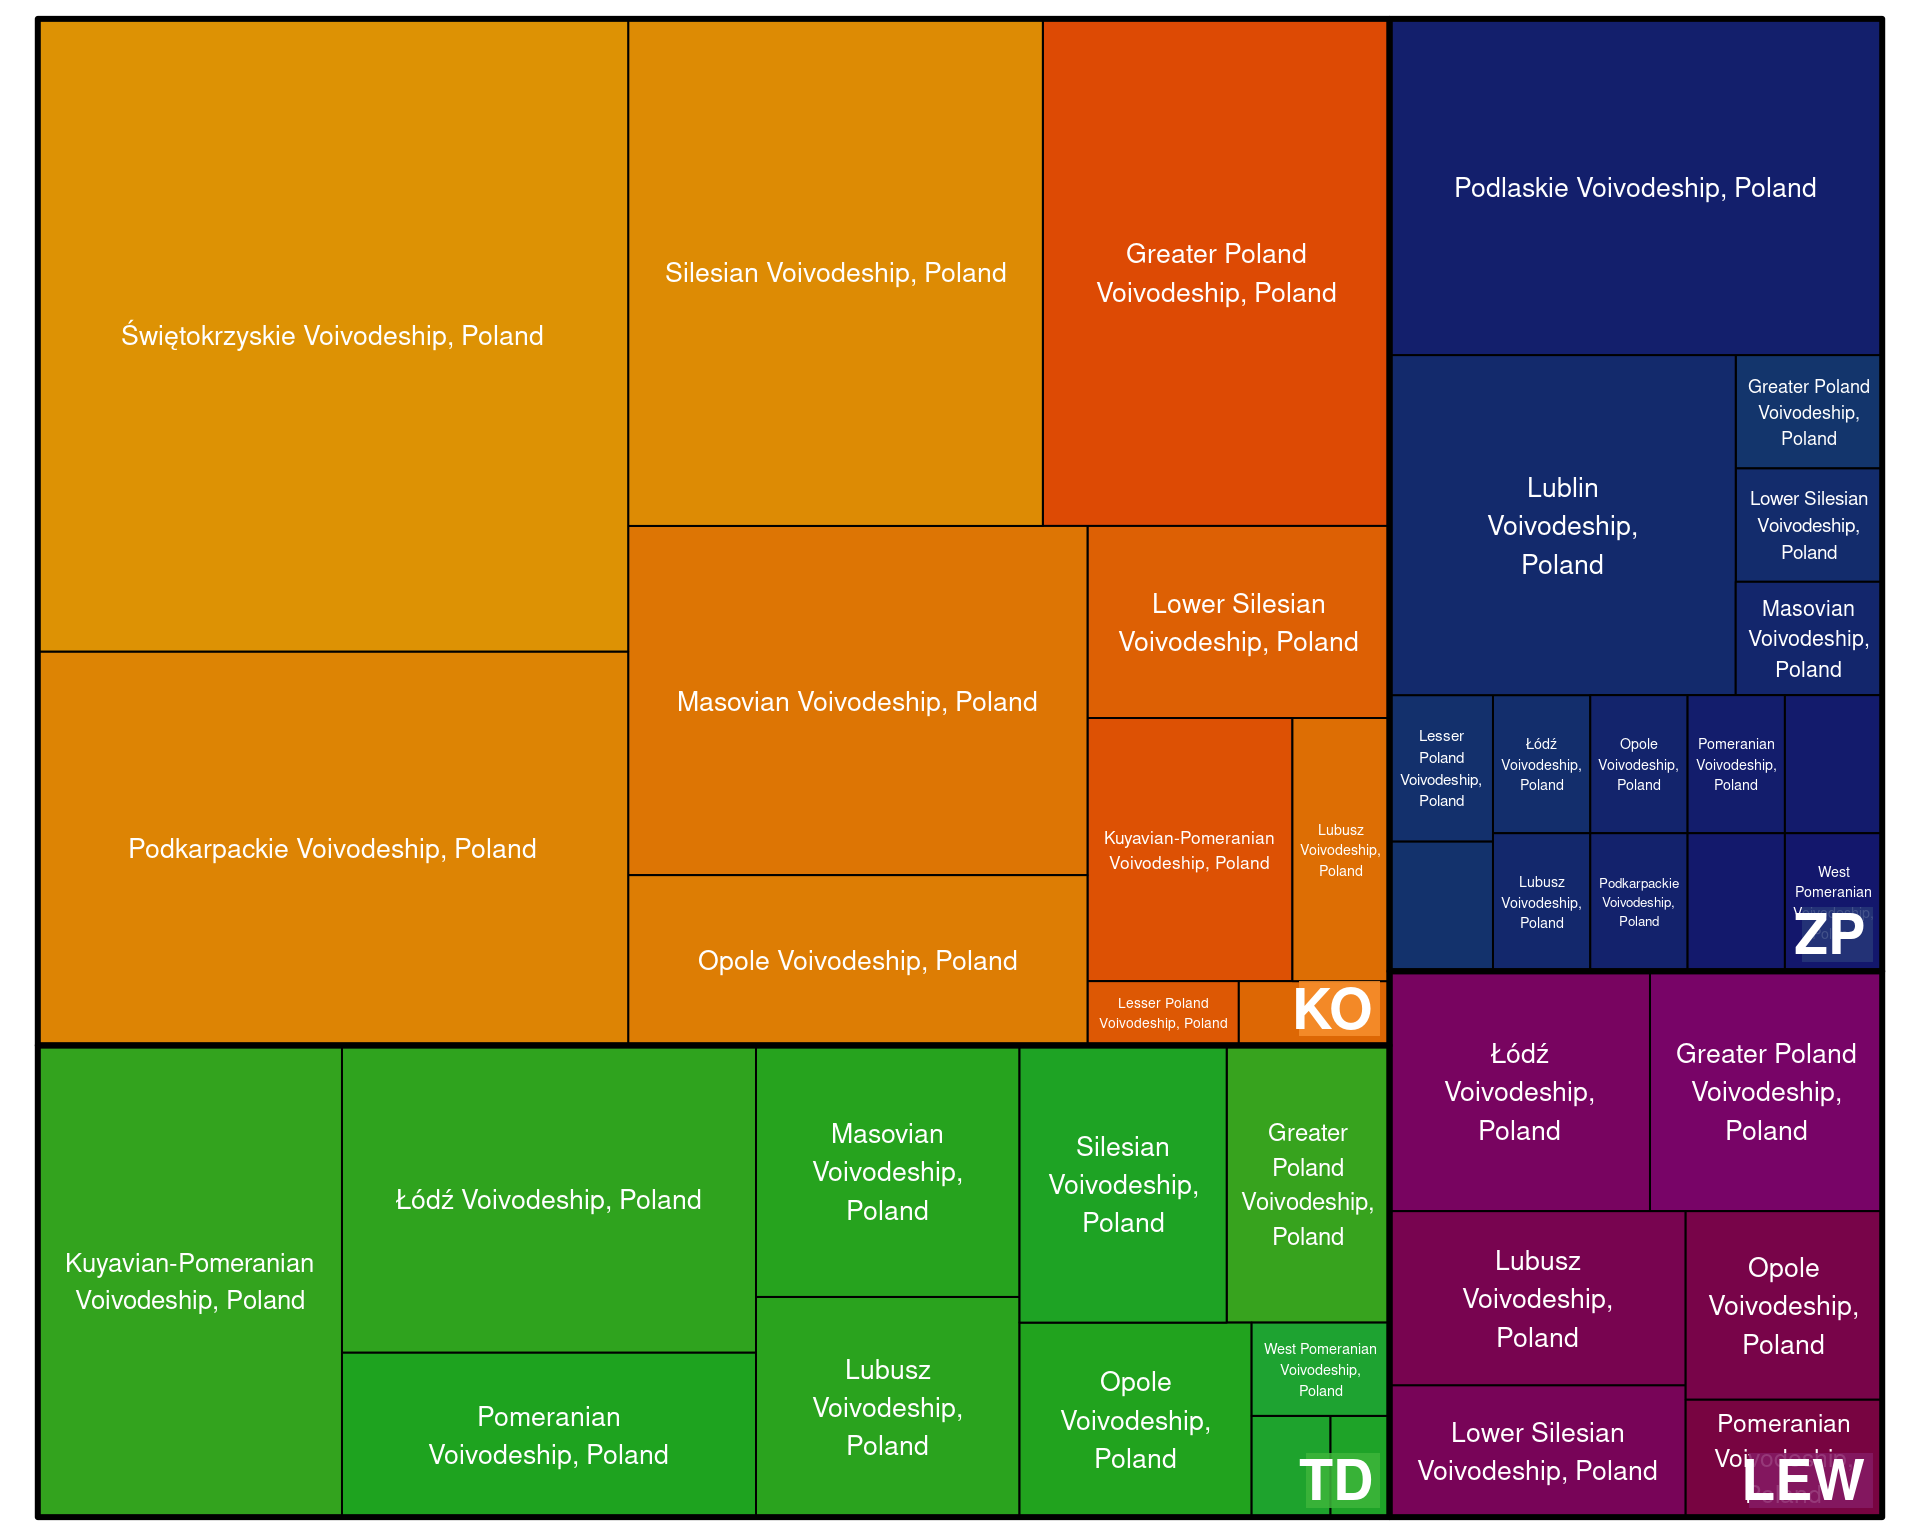 Świętokrzyskie Voivodeship, Poland
Podkarpackie Voivodeship, Poland
Silesian Voivodeship, Poland
Greater Poland
Voivodeship, Poland
Masovian Voivodeship, Poland
Opole Voivodeship, Poland
Lower Silesian
Voivodeship, Poland
Kuyavian-Pomeranian
Voivodeship, Poland
Lubusz
Voivodeship,
Poland
Lesser Poland
Voivodeship, Poland
KO
Kuyavian-Pomeranian
Voivodeship, Poland
Łódź Voivodeship, Poland
Pomeranian
Voivodeship, Poland
Masovian
Voivodeship,
Poland
Lubusz
Voivodeship,
Poland
Silesian
Voivodeship,
Poland
Greater
Poland
Voivodeship,
Poland
Opole
Voivodeship,
Poland
West Pomeranian
Voivodeship,
Poland
TD
Podlaskie Voivodeship, Poland
Lublin
Voivodeship,
Poland
Greater Poland
Voivodeship,
Poland
Lower Silesian
Voivodeship,
Poland
Masovian
Voivodeship,
Poland
Lesser
Poland
Voivodeship,
Poland
Łódź
Voivodeship,
Poland
Opole
Voivodeship,
Poland
Pomeranian
Voivodeship,
Poland
Lubusz
Voivodeship,
Poland
Podkarpackie
Voivodeship,
Poland
West
Pomeranian
ZP
Łódź
Voivodeship,
Poland
Greater Poland
Voivodeship,
Poland
Lubusz
Voivodeship,
Poland
Opole
Voivodeship,
Poland
Lower Silesian
Voivodeship, Poland
Pomeranian
Voivodeship,
Poland
LEW